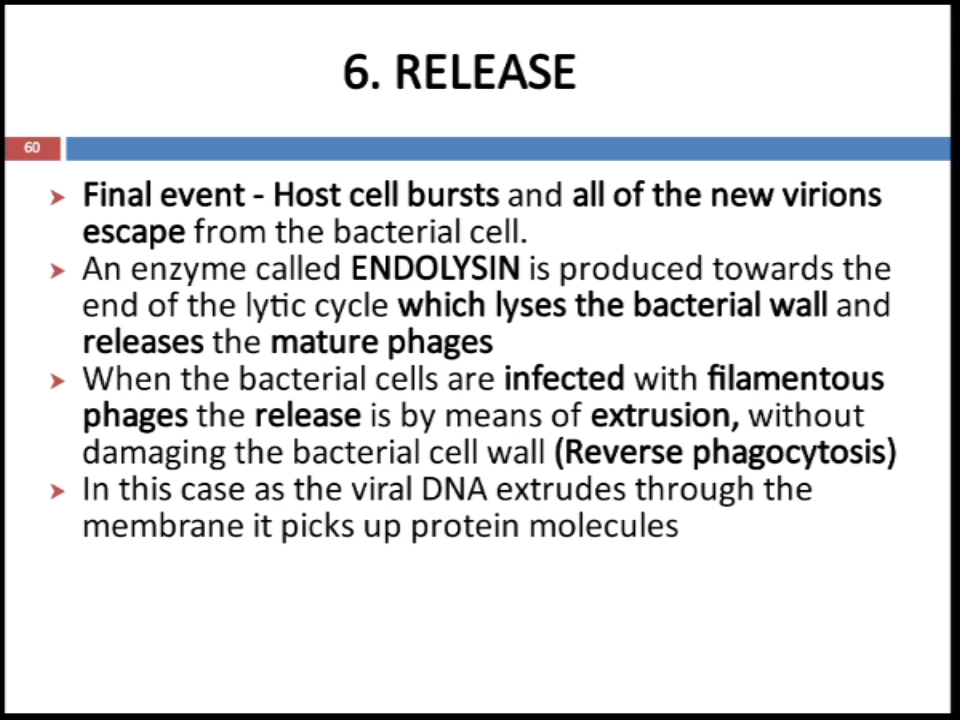 6. RELEASE
60
➤ Final event - Host cell bursts and all of the new virions
escape from the bacterial cell.
➤ An enzyme called ENDOLYSIN is produced towards the
end of the lytic cycle which lyses the bacterial wall and
releases the mature phages
➤ When the bacterial cells are infected with filamentous
phages the release is by means of extrusion, without
damaging the bacterial cell wall (Reverse phagocytosis)
➤ In this case as the viral DNA extrudes through the
membrane it picks up protein molecules